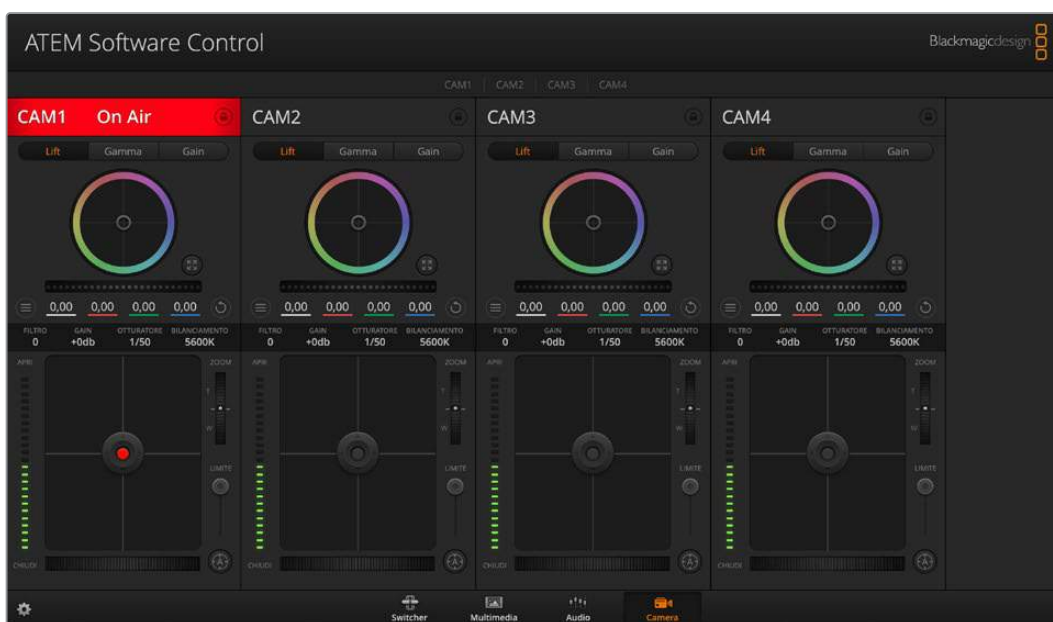 ATEM Software Control
Blackmagicdesign
CAM1 CAM2 CAM3 CAM4
CAM1 On Air CAM2 CAM3 CAM4
Lift Gamma Gain Lift Gamma Gain Lift Gamma Gain Lift Gamma Gain
0,00 0,00 0,00 0,00 0,00 0,00 0,00 0,00 0,00 0,00 0,00 0,00 0,00 0,00 0,00 0,00
FILTRO GAIN OTTURATORE BILANCIAMENTO FILTRO GAIN OTTURATORE BILANCIAMENTO FILTRO GAIN OTTURATORE BILANCIAMENTO FILTRO GAIN OTTURATORE BILANCIAMENTO
0 +0db 1/50 5600K 0 +0db 1/50 5600K 0 +0db 1/50 5600K 0 +0db 1/50 5600K
APRI ZOOM APRI ZOOM APRI ZOOM APRI ZOOM
T T T T
W W W W
LIMITE LIMITE LIMITE LIMITE
CHIUDI A CHIUDI A CHIUDI A CHIUDI A
Switcher Multimedia Audio Camera